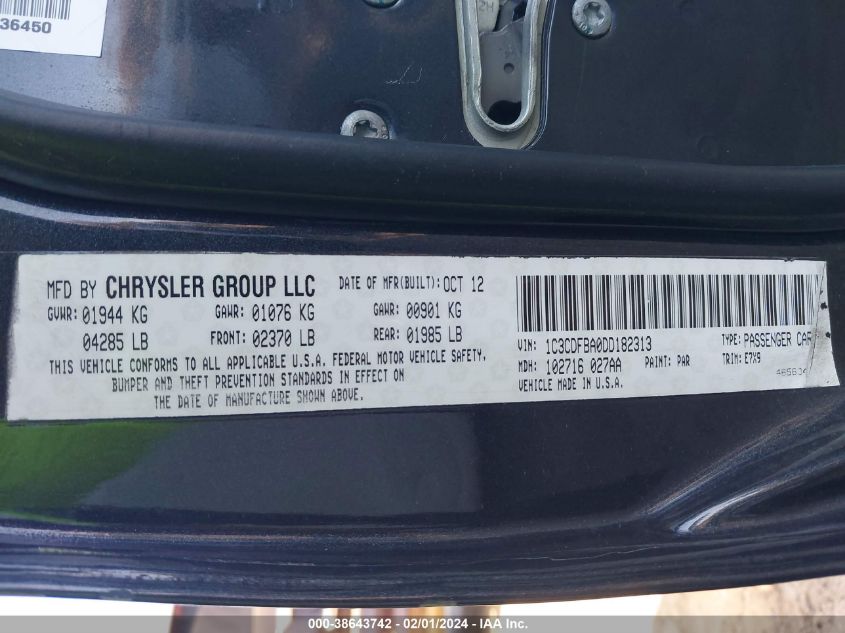 36450
MFD BY CHRYSLER GROUP LLC DATE OF MFR(BUILT): OCT 12
GVWR: 01944 KG GAWR: 01076 KG GAWR: 00901 KG
04285 LB FRONT: 02370 LB REAR: 01985 LB
THIS VEHICLE CONFORMS TO ALL APPLICABLE U.S.A. FEDERAL MOTOR VEHICLE SAFETY,
BUMPER AND THEFT PREVENTION STANDARDS IN EFFECT ON
THE DATE OF MANUFACTURE SHOWN ABOVE.
VIN: 1C3CDFBA0DD182313 TYPE: PASSENGER CAR
MDH: 102716 027AA PAINT: PAR TRIM: E7X9
VEHICLE MADE IN U.S.A.
000-38643742 - 02/01/2024 - IAA Inc.